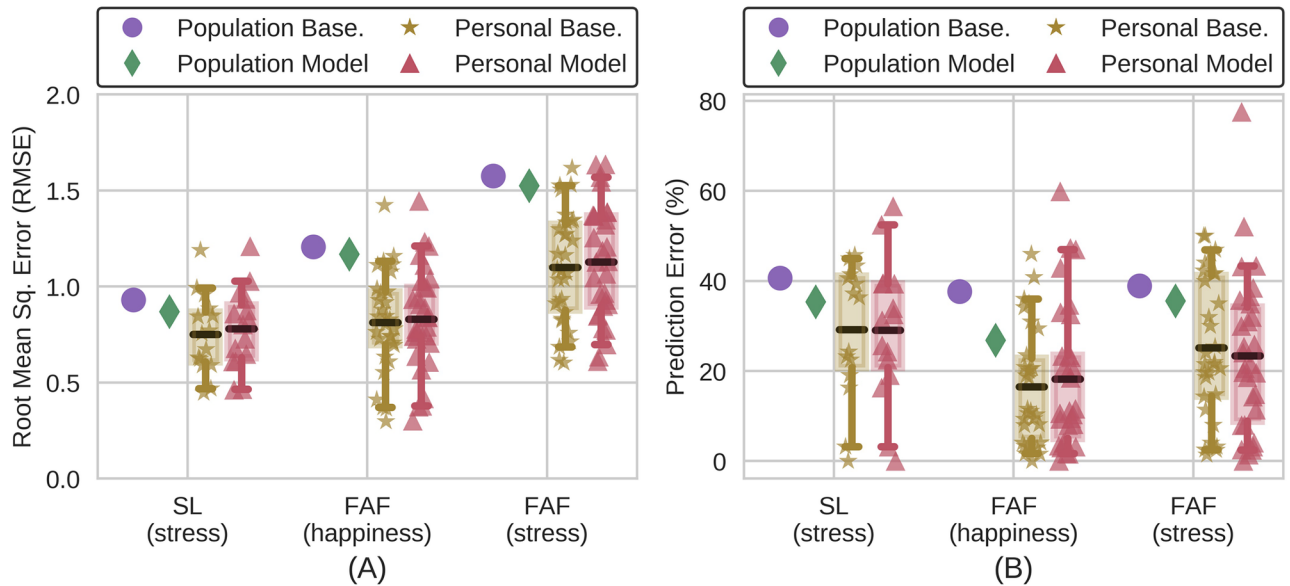 Population Base. Personal Base.
Population Model Personal Model
Root Mean Sq. Error (RMSE)
2.0
1.5
1.0
0.5
0.0
SL
(stress)
FAF
(happiness)
FAF
(stress)
(A)
Population Base. Personal Base.
Population Model Personal Model
Prediction Error (%)
80
60
40
20
0
SL
(stress)
FAF
(happiness)
FAF
(stress)
(B)